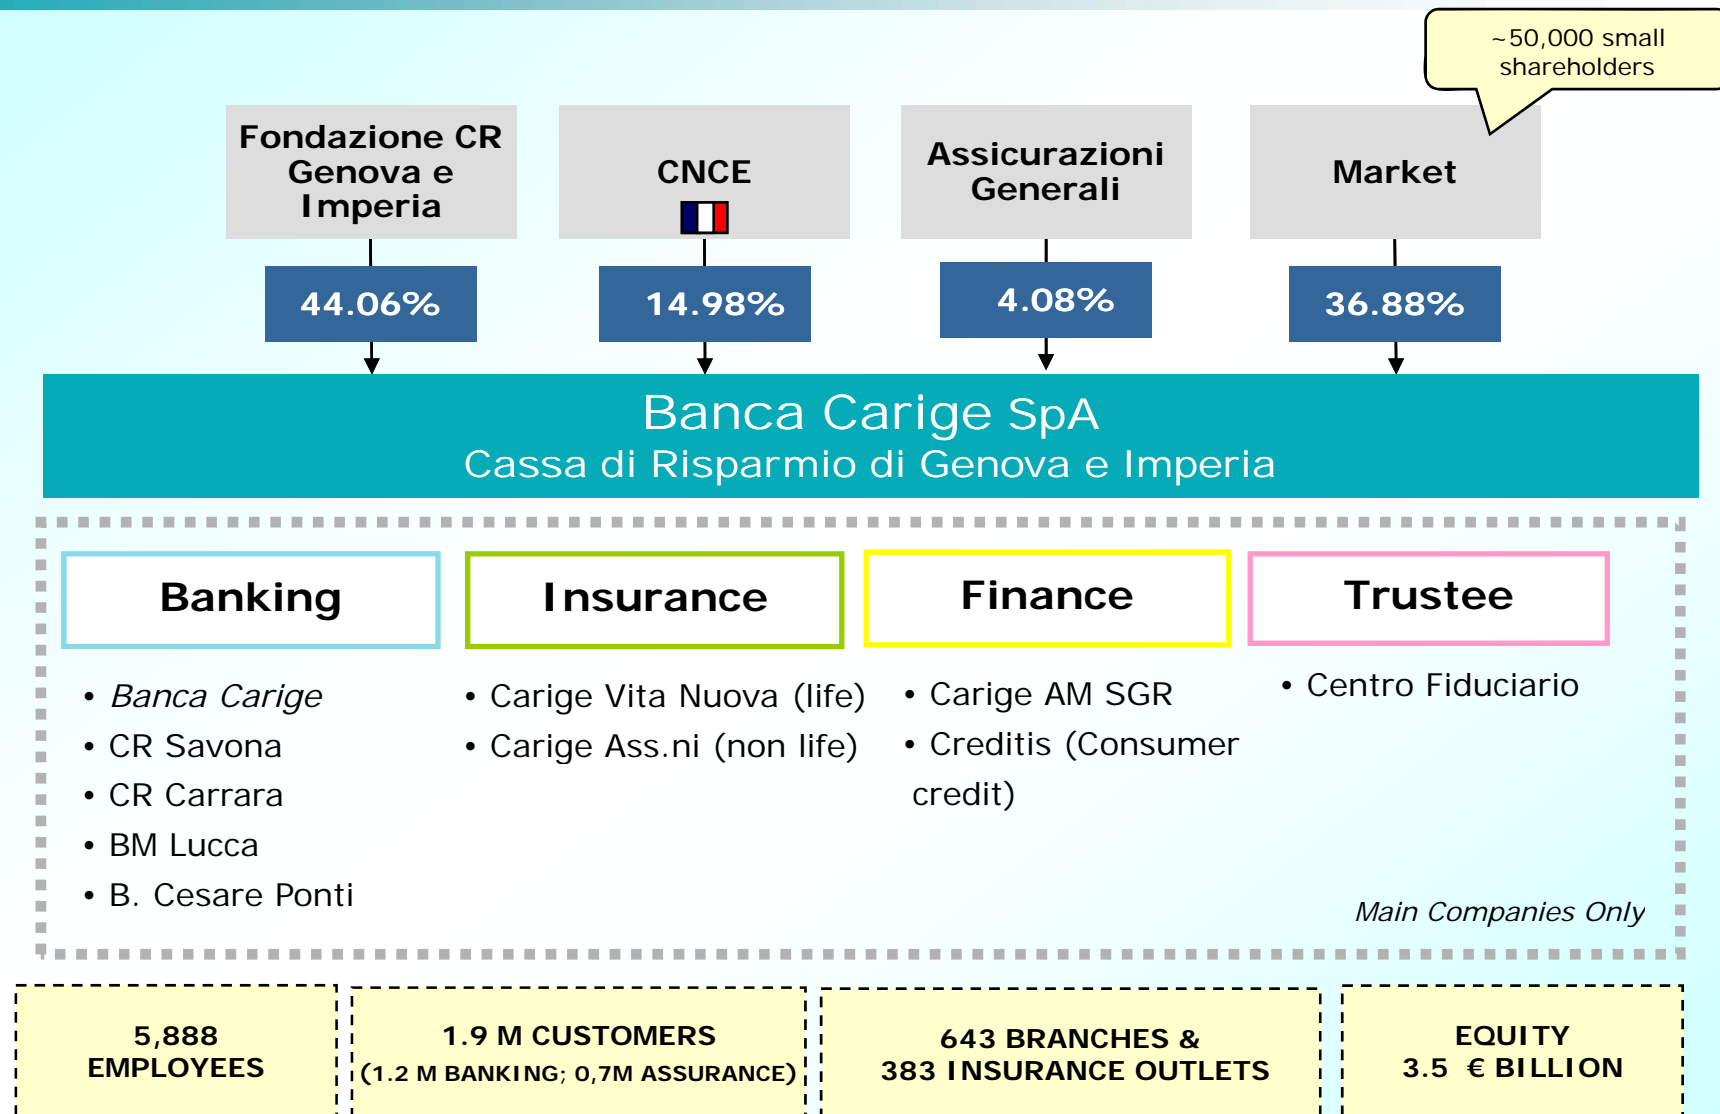 ~50,000 small
shareholders
Fondazione CR
Genova e
Imperia
CNCE
Assicurazioni
Generali
Market
44.06%
14.98%
4.08%
36.88%
Banca Carige SpA
Cassa di Risparmio di Genova e Imperia
Banking
Insurance
Finance
Trustee
• Banca Carige
• CR Savona
• CR Carrara
• BM Lucca
• B. Cesare Ponti
• Carige Vita Nuova (life)
• Carige Ass.ni (non life)
• Carige AM SGR
• Creditis (Consumer
credit)
• Centro Fiduciario
Main Companies Only
5,888
EMPLOYEES
1.9 M CUSTOMERS
(1.2 M BANKING; 0,7M ASSURANCE)
643 BRANCHES &
383 INSURANCE OUTLETS
EQUITY
3.5 € BILLION